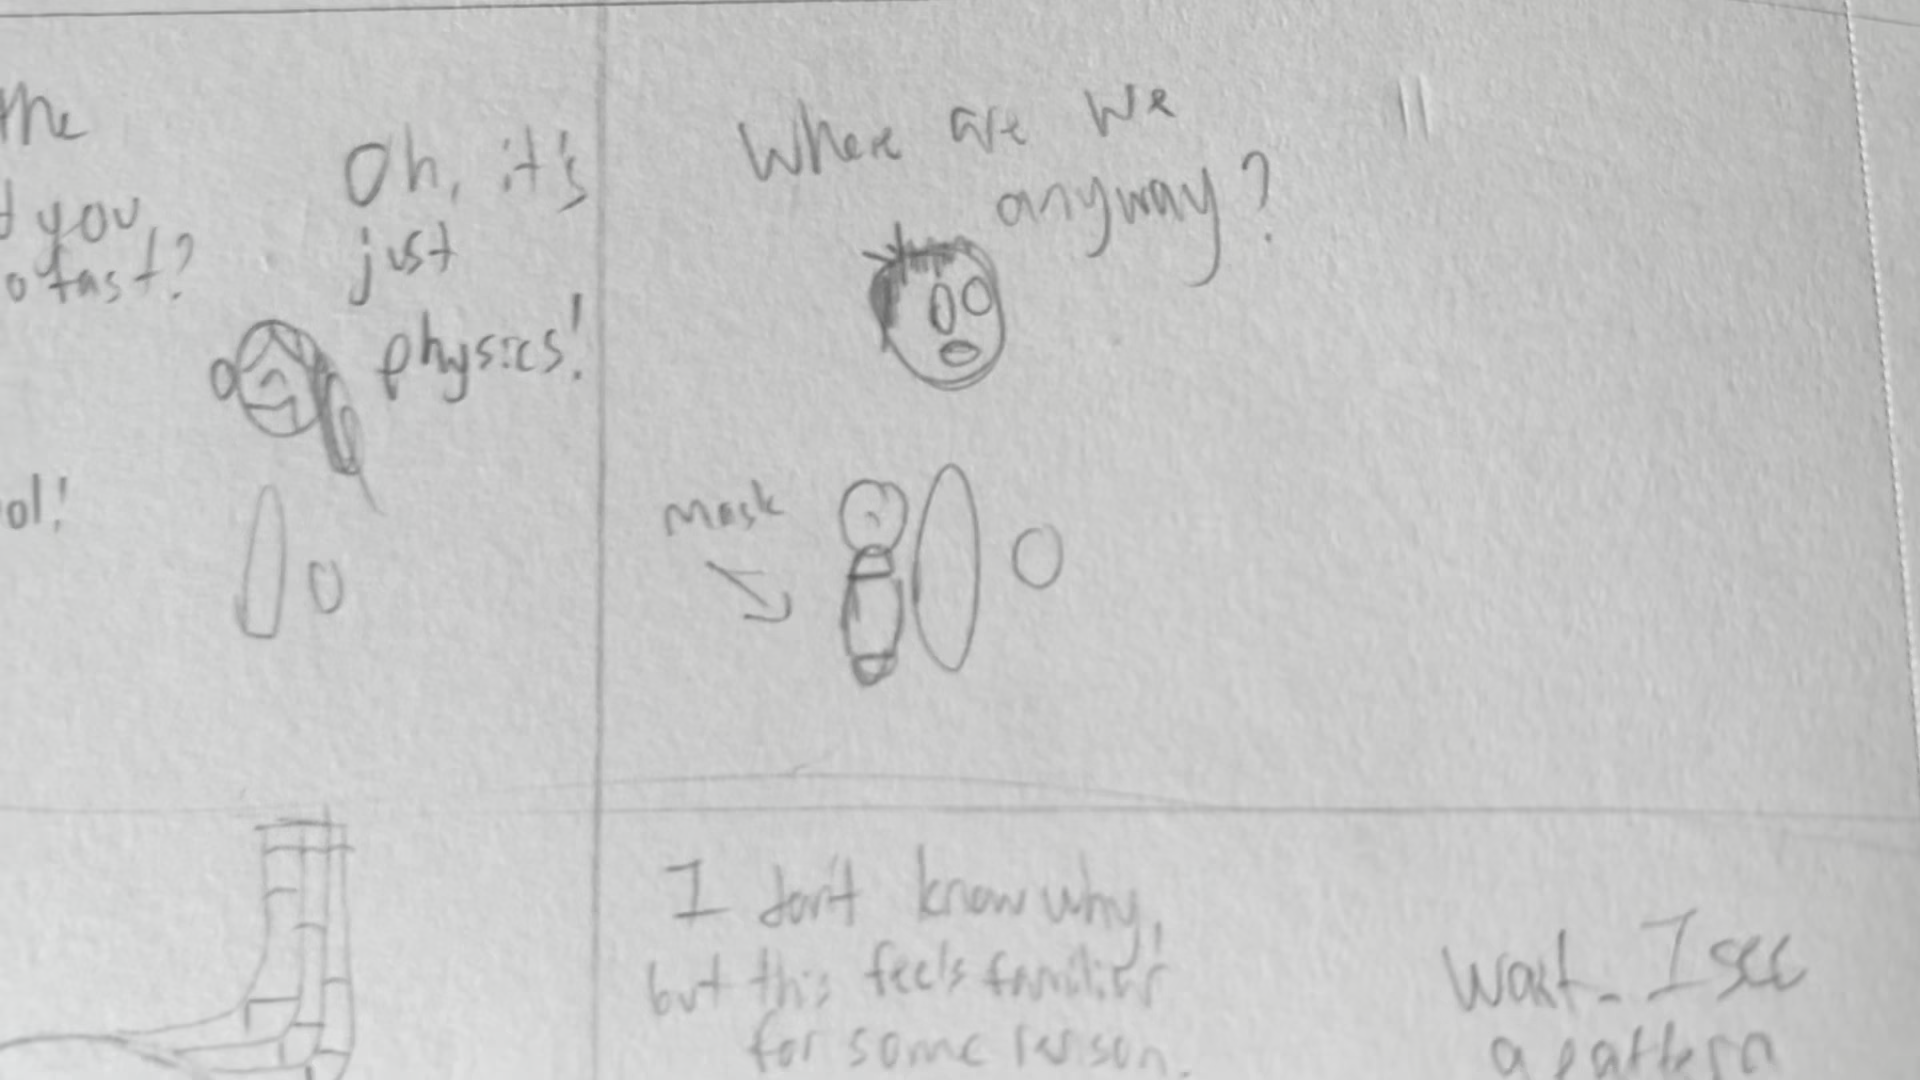 the
you
fast?
Oh, it's
just
physics!
ol!
Where are we
anyway?
mask
I don't know why,
but this feels familiar
for some reason.
wait. I see
a pattern